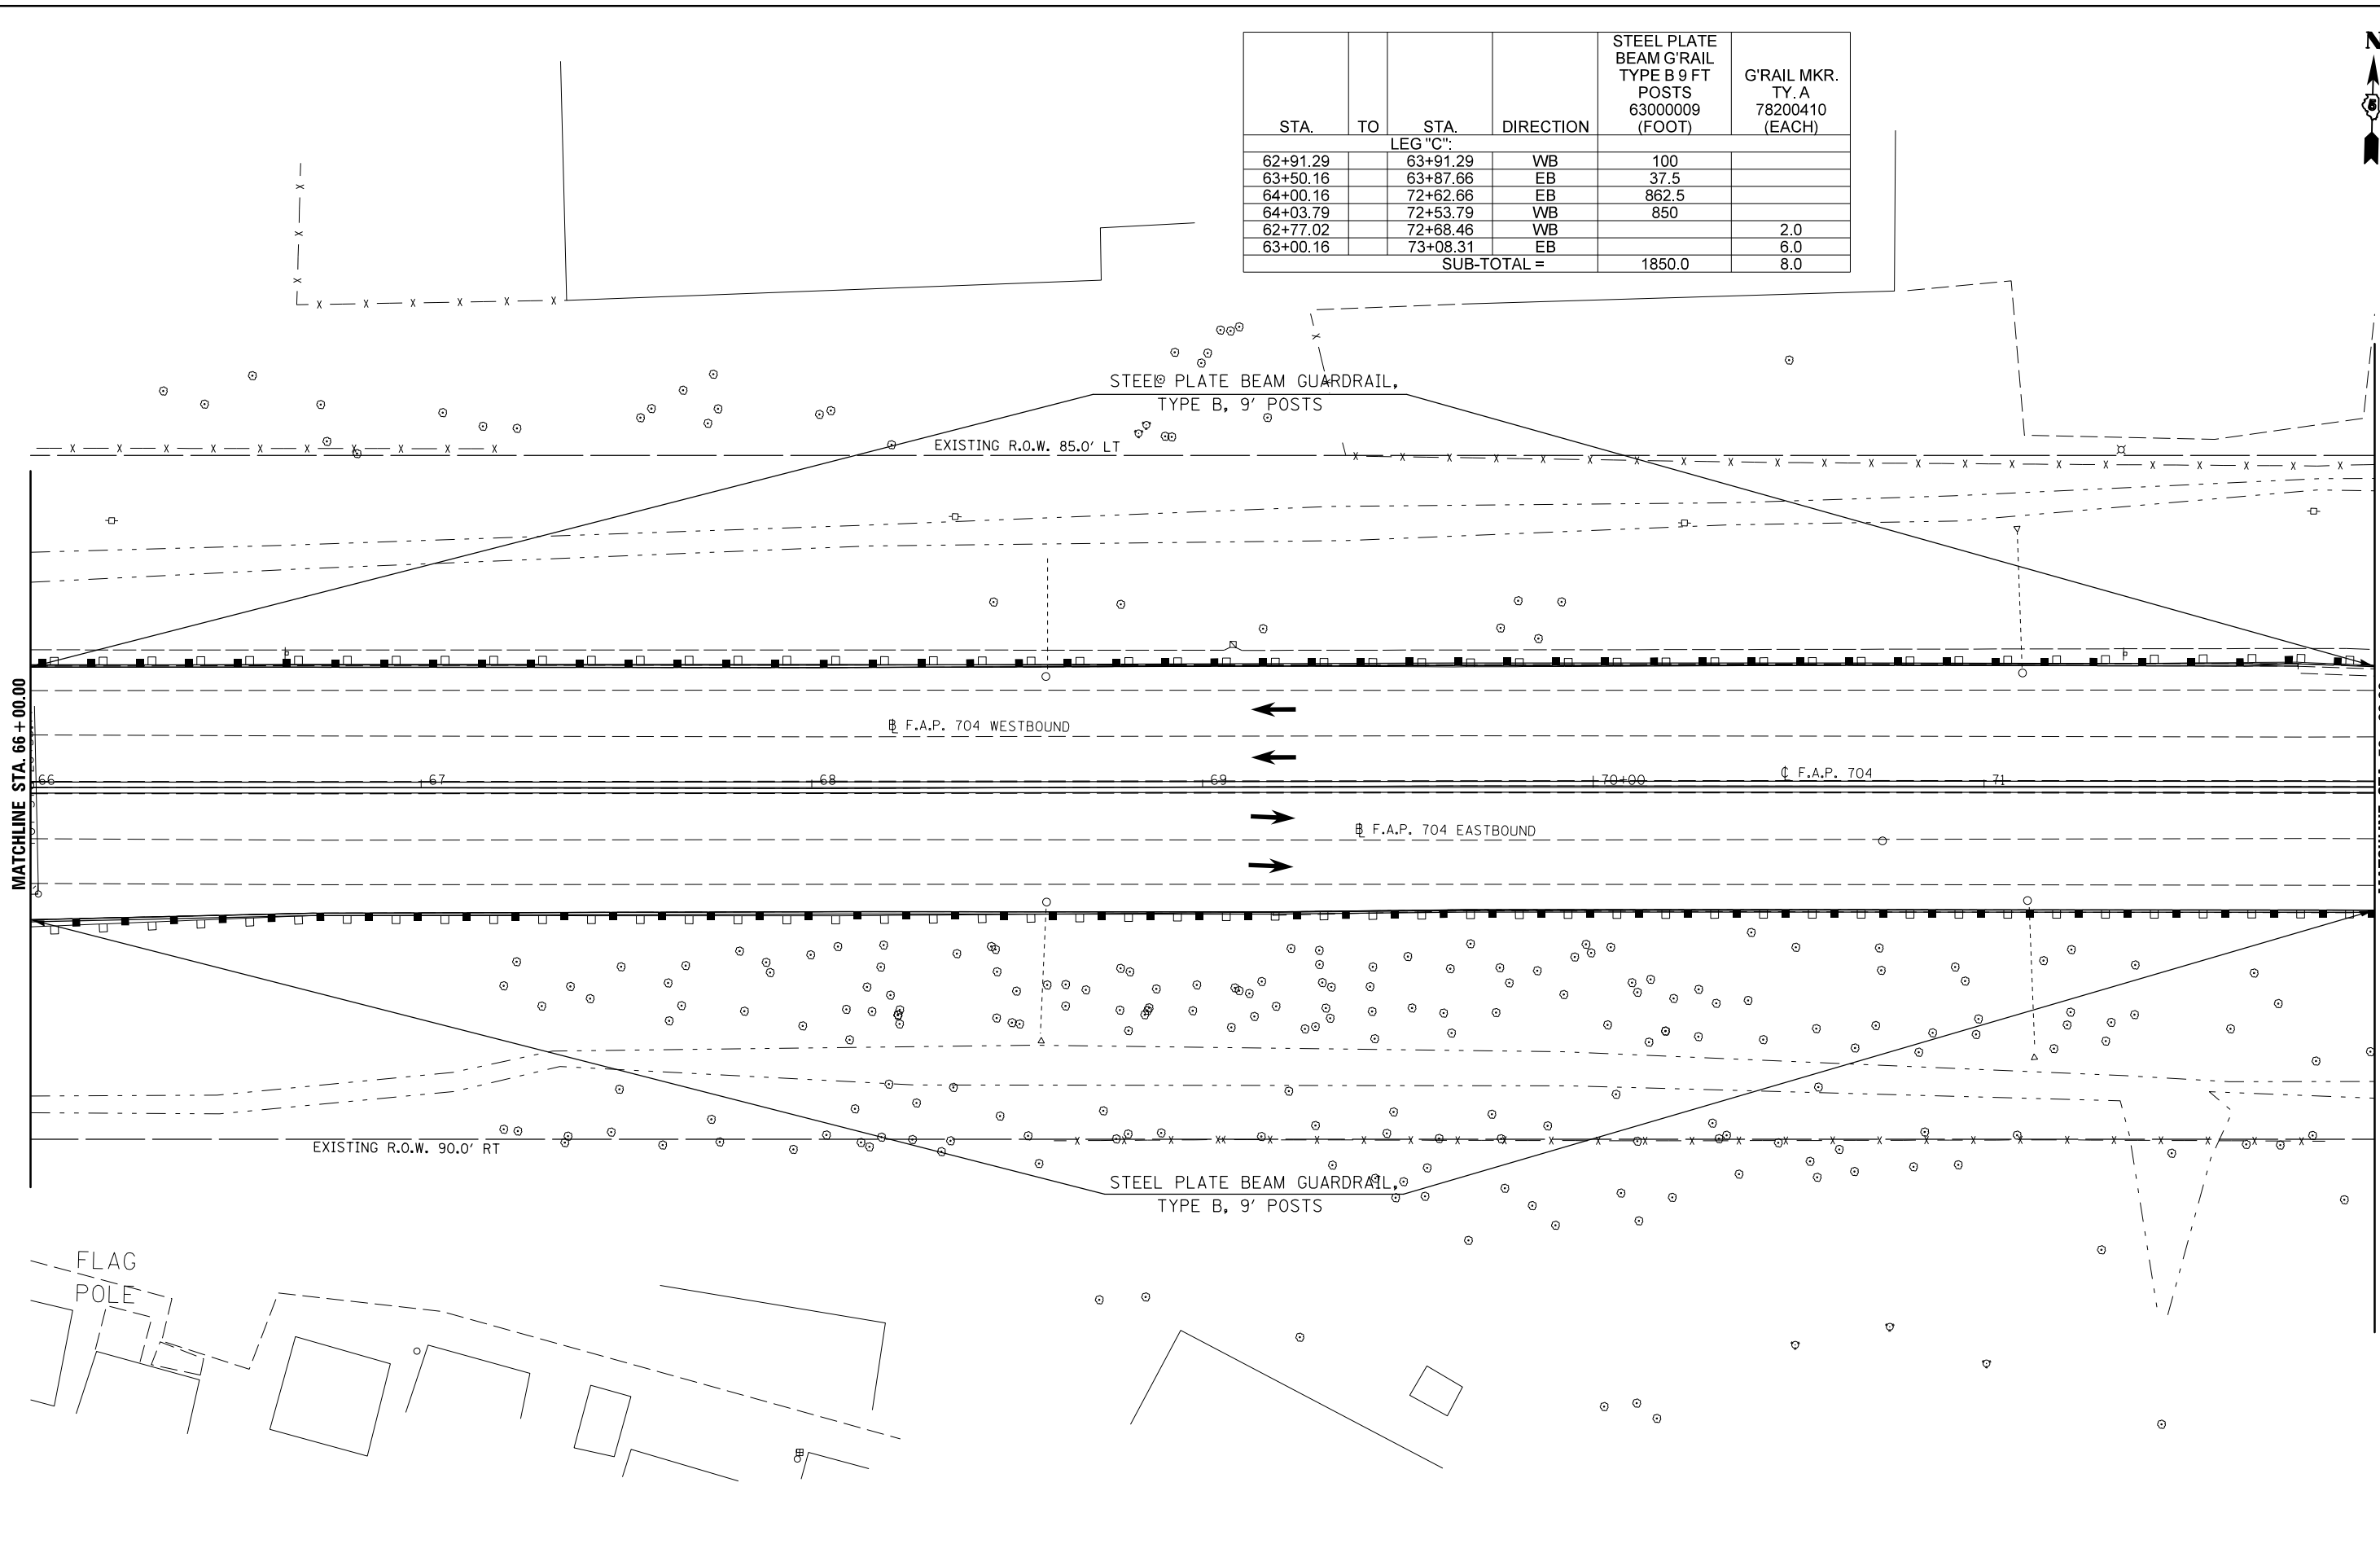 STA. TO STA. DIRECTION STEEL PLATE BEAM G'RAIL TYPE B 9 FT POSTS 63000009 (FOOT) G'RAIL MKR. TY. A 78200410 (EACH)
LEG "C":
62+91.29 63+91.29 WB 100
63+50.16 63+87.66 EB 37.5
64+00.16 72+62.66 EB 862.5
64+03.79 72+53.79 WB 850
62+77.02 72+68.46 WB 2.0
63+00.16 73+08.31 EB 6.0
SUB-TOTAL = 1850.0 8.0
N
5
STEEL PLATE BEAM GUARDRAIL,
TYPE B, 9' POSTS
EXISTING R.O.W. 85.0' LT
MATCHLINE STA. 66+00.00
F.A.P. 704 WESTBOUND
66 67 68 69 70+00 71
F.A.P. 704
F.A.P. 704 EASTBOUND
EXISTING R.O.W. 90.0' RT
STEEL PLATE BEAM GUARDRAIL,
TYPE B, 9' POSTS
FLAG
POLE